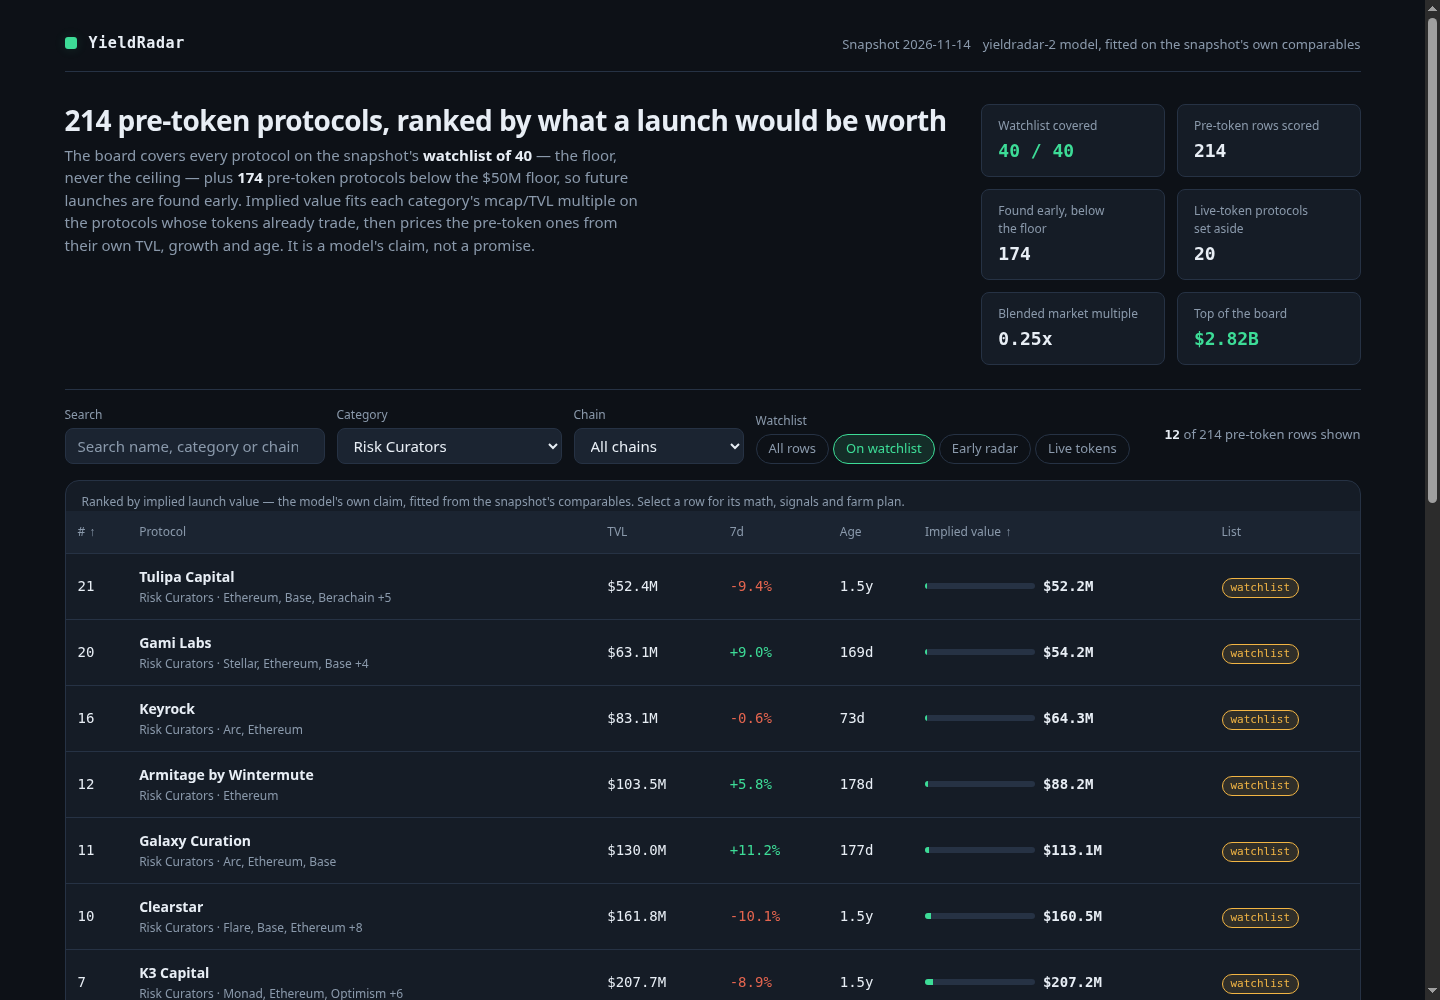 YieldRadar
Snapshot 2026-11-14 yieldradar-2 model, fitted on the snapshot's own comparables
214 pre-token protocols, ranked by what a launch would be worth
The board covers every protocol on the snapshot's watchlist of 40 — the floor,
never the ceiling — plus 174 pre-token protocols below the $50M floor, so future
launches are found early. Implied value fits each category's mcap/TVL multiple on
the protocols whose tokens already trade, then prices the pre-token ones from
their own TVL, growth and age. It is a model's claim, not a promise.
Watchlist covered
40 / 40
Pre-token rows scored
214
Found early, below
the floor
174
Live-token protocols
set aside
20
Blended market multiple
0.25x
Top of the board
$2.82B
Search
Search name, category or chain
Category
Risk Curators
Chain
All chains
Watchlist
All rows On watchlist Early radar Live tokens
12 of 214 pre-token rows shown
Ranked by implied launch value — the model's own claim, fitted from the snapshot's comparables. Select a row for its math, signals and farm plan.
# ↑ Protocol TVL 7d Age Implied value ↑ List
21 Tulipa Capital $52.4M -9.4% 1.5y $52.2M watchlist
Risk Curators · Ethereum, Base, Berachain +5
20 Gami Labs $63.1M +9.0% 169d $54.2M watchlist
Risk Curators · Stellar, Ethereum, Base +4
16 Keyrock $83.1M -0.6% 73d $64.3M watchlist
Risk Curators · Arc, Ethereum
12 Armitage by Wintermute $103.5M +5.8% 178d $88.2M watchlist
Risk Curators · Ethereum
11 Galaxy Curation $130.0M +11.2% 177d $113.1M watchlist
Risk Curators · Arc, Ethereum, Base
10 Clearstar $161.8M -10.1% 1.5y $160.5M watchlist
Risk Curators · Flare, Base, Ethereum +8
7 K3 Capital $207.7M -8.9% 1.5y $207.2M watchlist
Risk Curators · Monad, Ethereum, Optimism +6